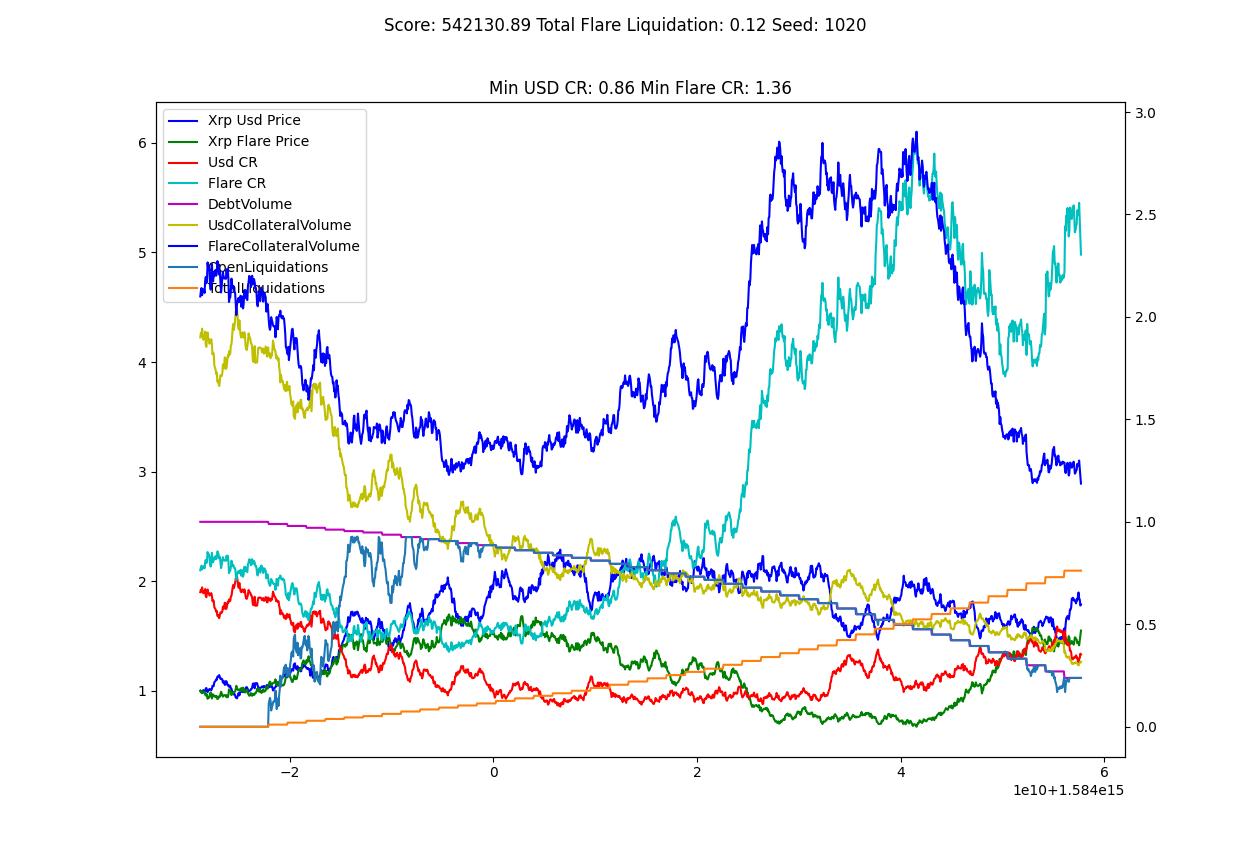 Score: 542130.89 Total Flare Liquidation: 0.12 Seed: 1020
Min USD CR: 0.86 Min Flare CR: 1.36
Xrp Usd Price
Xrp Flare Price
Usd CR
Flare CR
DebtVolume
UsdCollateralVolume
FlareCollateralVolume
OpenLiquidations
TotalLiquidations
6
5
4
3
2
1
3.0
2.5
2.0
1.5
1.0
0.5
0.0
−2
0
2
4
6
1e10+1.584e15